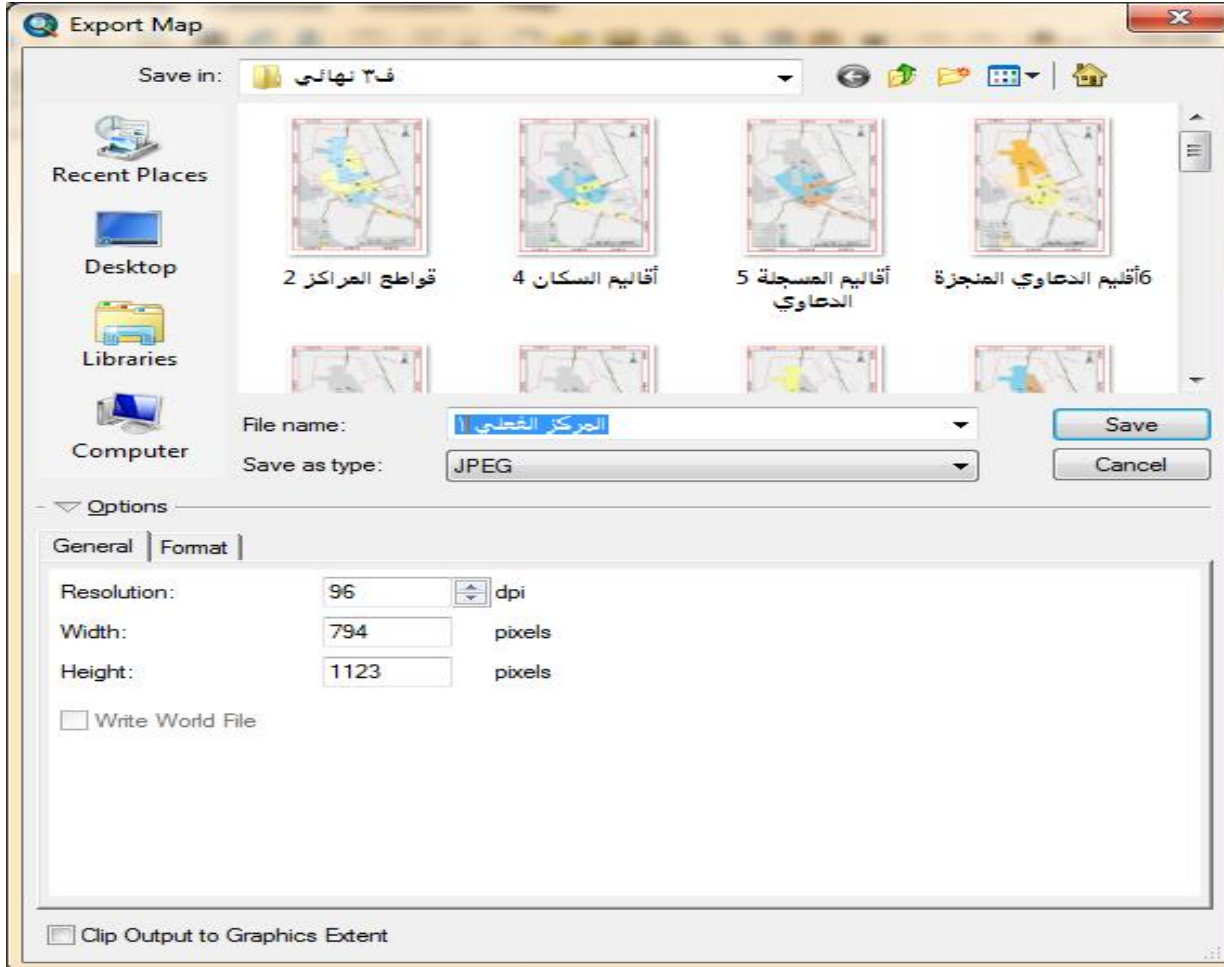 Export Map
Save in: ف٣ نهائي
Recent Places
Desktop
Libraries
Computer
قواطع المراكز 2
أقاليم السكان 4
أقاليم المسجلة 5
الدعاوي
6أقليم الدعاوي المنجزة
File name: المركز الفعلي ١
Save
Save as type: JPEG
Cancel
Options
General
Format
Resolution: 96 dpi
Width: 794 pixels
Height: 1123 pixels
Write World File
Clip Output to Graphics Extent